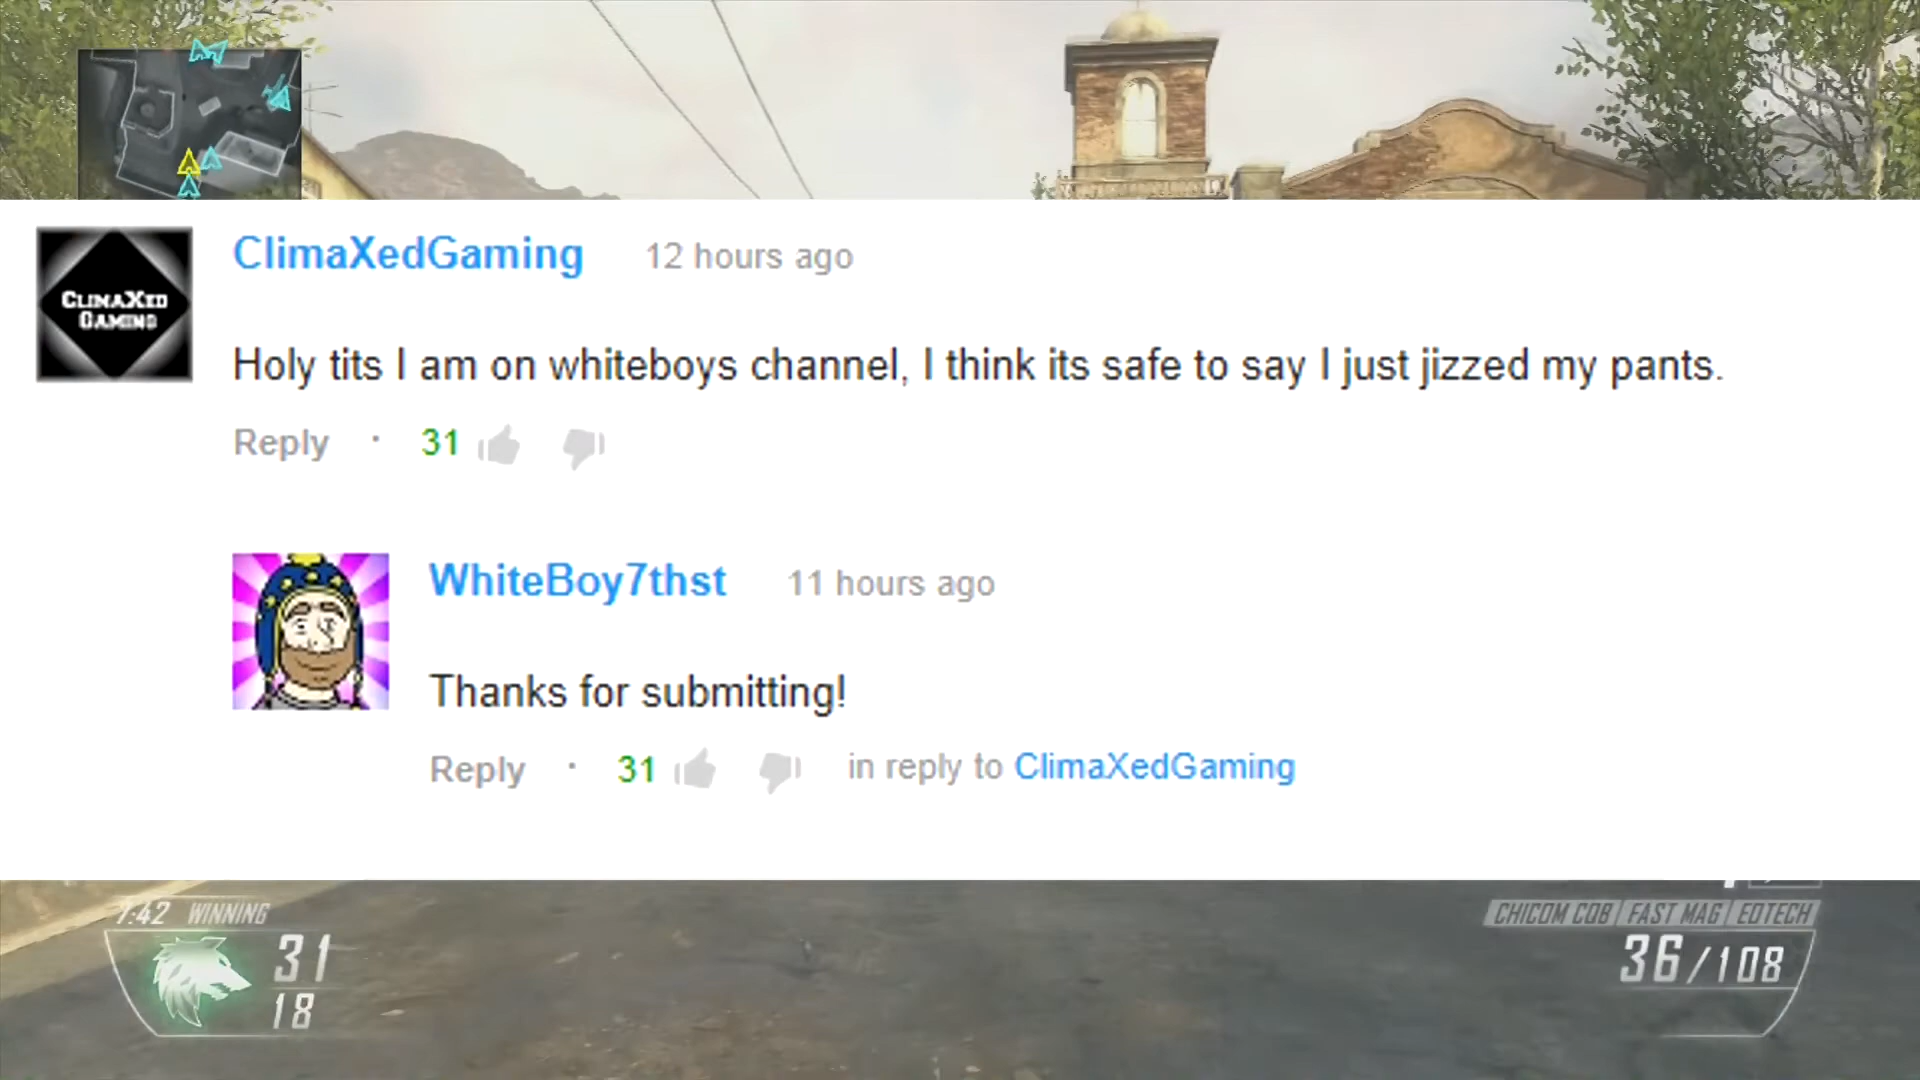 CLIMAXED
GAMING
ClimaXedGaming 12 hours ago
Holy tits I am on whiteboys channel, I think its safe to say I just jizzed my pants.
Reply · 31
WhiteBoy7thst 11 hours ago
Thanks for submitting!
Reply · 31 in reply to ClimaXedGaming
7:42 WINNING
31
18
CHICOM CQB FAST MAG EOTECH
36/108